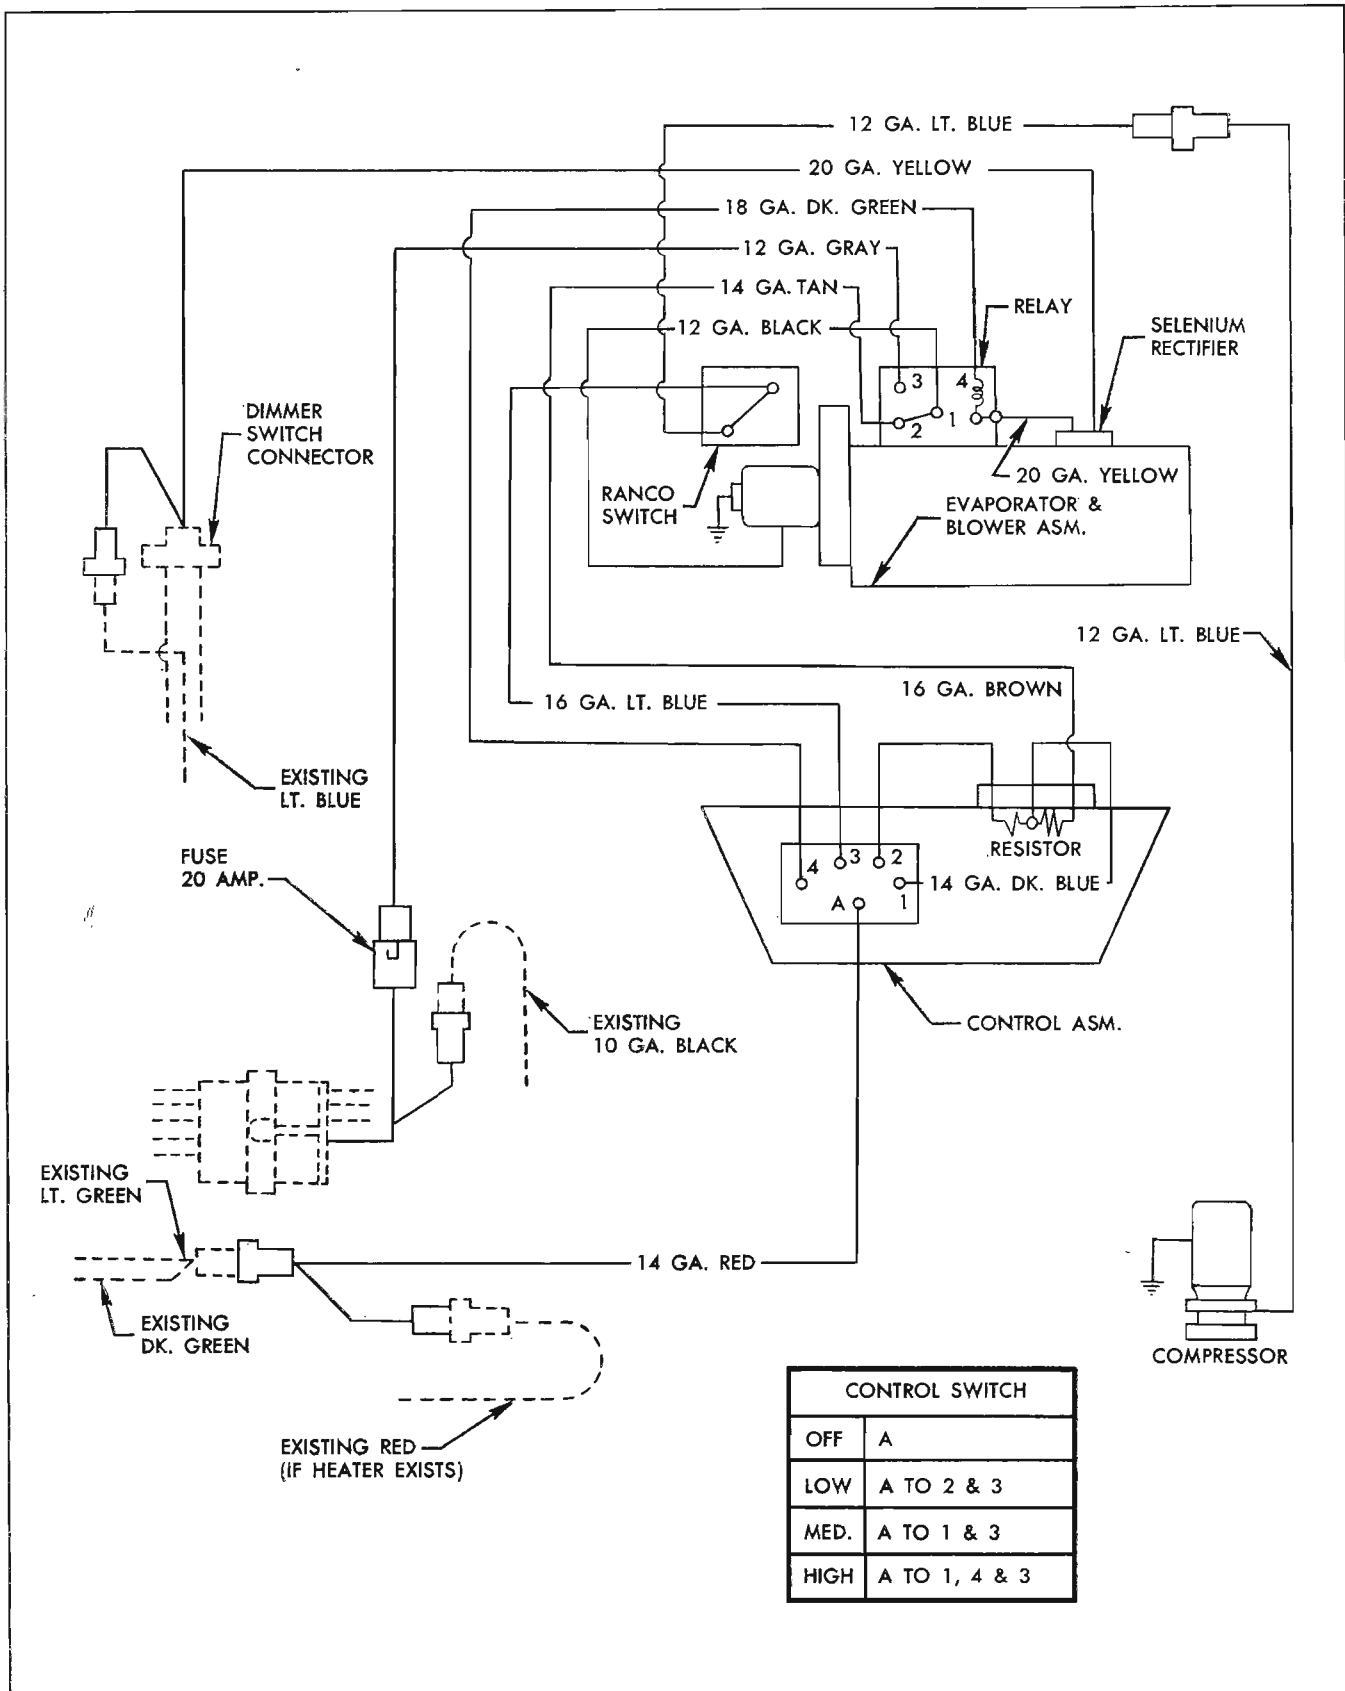 12 GA. LT. BLUE
20 GA. YELLOW
18 GA. DK. GREEN
12 GA. GRAY
14 GA. TAN
12 GA. BLACK
RELAY
SELENIUM
RECTIFIER
3
4
2
1
DIMMER
SWITCH
CONNECTOR
RANCO
SWITCH
20 GA. YELLOW
EVAPORATOR &
BLOWER ASM.
12 GA. LT. BLUE
16 GA. BROWN
16 GA. LT. BLUE
EXISTING
LT. BLUE
RESISTOR
4
3
2
14 GA. DK. BLUE
1
A
FUSE
20 AMP.
CONTROL ASM.
EXISTING
10 GA. BLACK
EXISTING
LT. GREEN
14 GA. RED
EXISTING
DK. GREEN
COMPRESSOR
EXISTING RED
(IF HEATER EXISTS)
CONTROL SWITCH
OFF A
LOW A TO 2 & 3
MED. A TO 1 & 3
HIGH A TO 1, 4 & 3